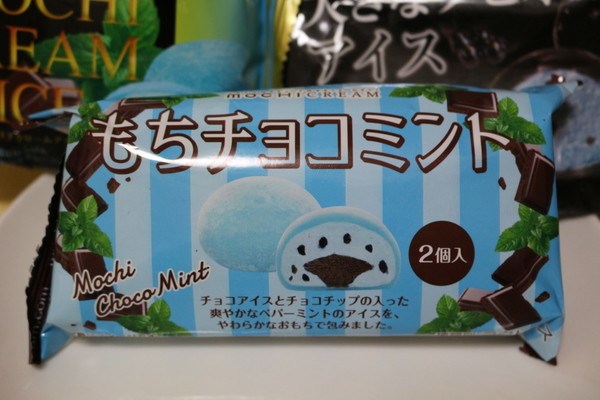 MOCHI
CREAM
ICE
アイス
MOCHICREAM
もちチョコミント
2個入
Mochi
Choco Mint
チョコアイスとチョコチップの入った
爽やかなペパーミントのアイスを、
やわらかなおもちで包みました。